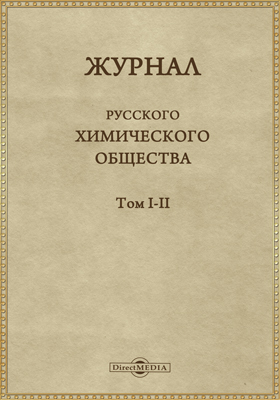 ЖУРНАЛ
РУССКОГО
ХИМИЧЕСКОГО
ОБЩЕСТВА
Том I-II
DirectMEDIA